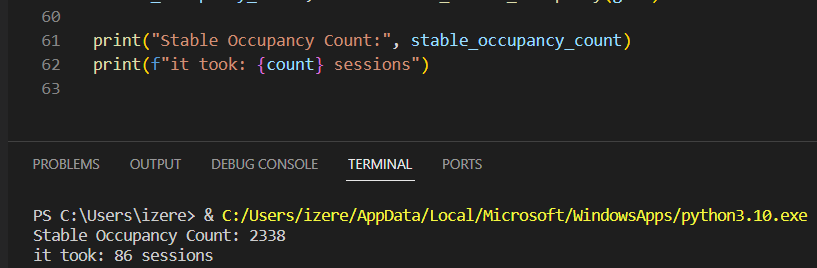 60
61 print("Stable Occupancy Count:", stable_occupancy_count)
62 print(f"it took: {count} sessions")
63
PROBLEMS OUTPUT DEBUG CONSOLE TERMINAL PORTS
PS C:\Users\izere> & C:/Users/izere/AppData/Local/Microsoft/WindowsApps/python3.10.exe
Stable Occupancy Count: 2338
it took: 86 sessions